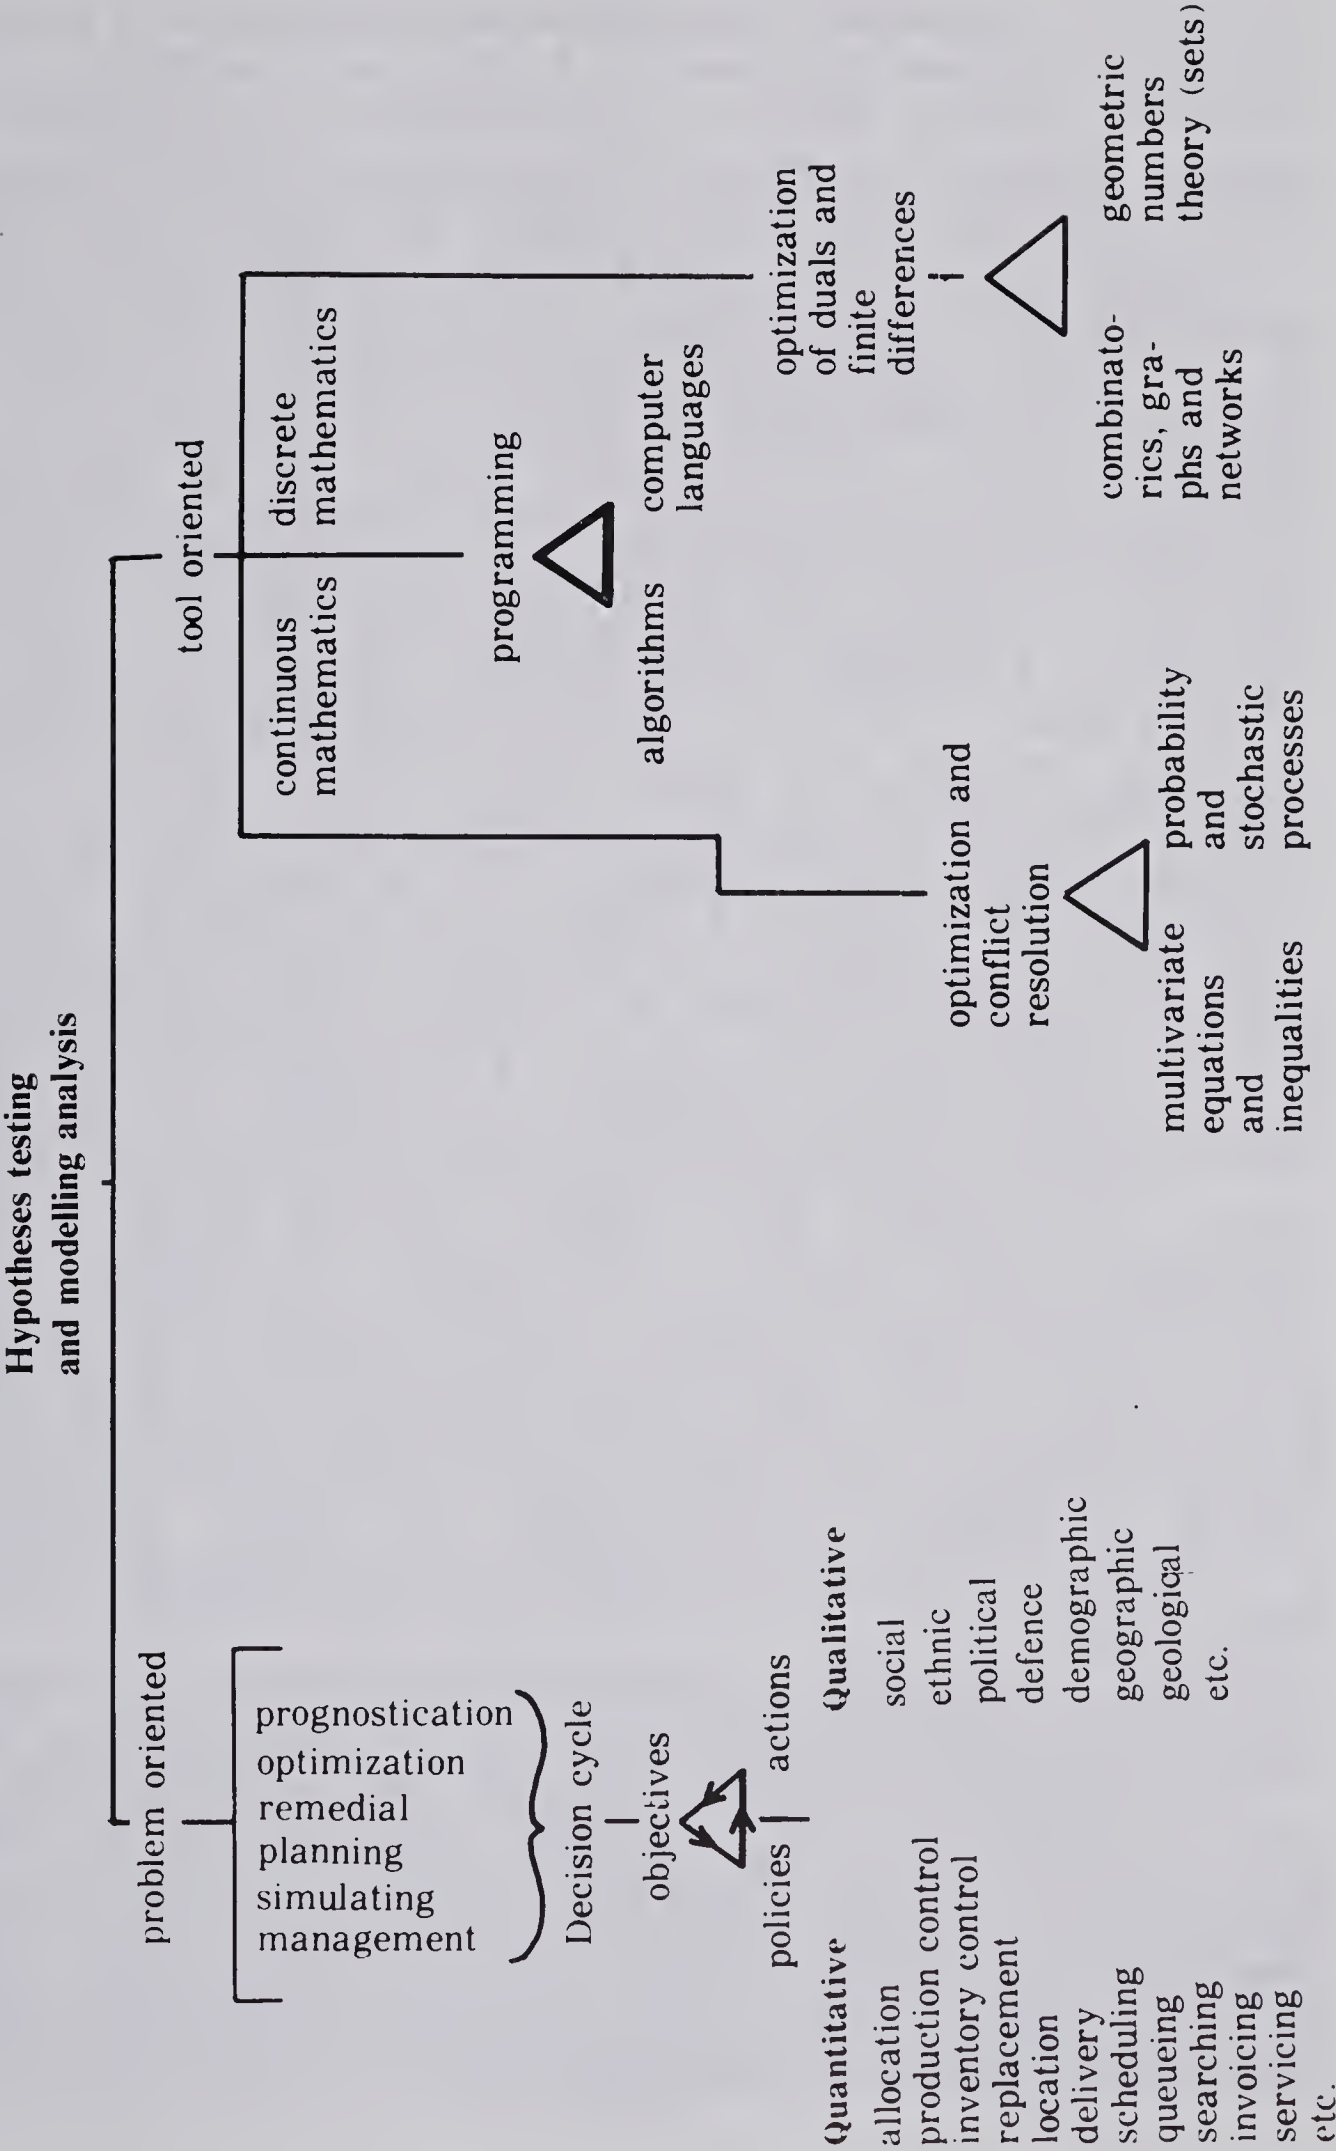 Hypotheses testing
and modelling analysis
problem oriented
prognostication
optimization
remedial
planning
simulating
management
Decision cycle
objectives
policies
actions
Quantitative
allocation
production control
inventory control
replacement
location
delivery
scheduling
queueing
searching
invoicing
servicing
etc.
Qualitative
social
ethnic
political
defence
demographic
geographic
geological
etc.
tool oriented
continuous
mathematics
discrete
mathematics
programming
algorithms
computer
languages
optimization and
conflict
resolution
multivariate
equations
and
inequalities
probability
and
stochastic
processes
optimization
of duals and
finite
differences
combinato-
rics, gra-
phs and
networks
geometric
numbers
theory (sets)